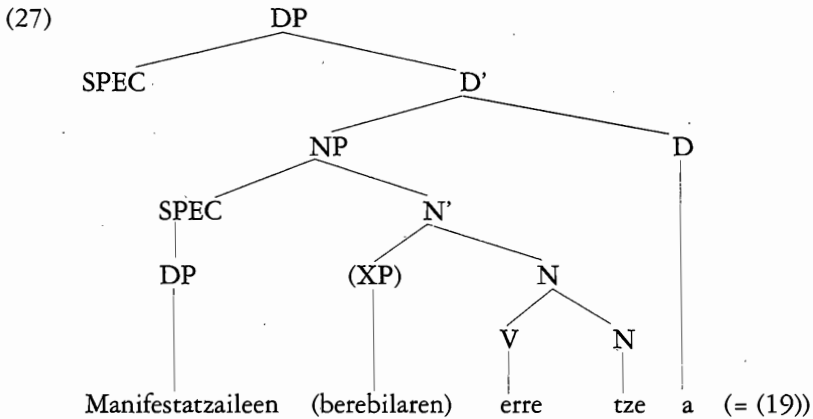 (27) DP
SPEC D'
NP D
SPEC N'
DP (XP) N
V N
Manifestatzaileen (berebilaren) erre tze a (= (19))